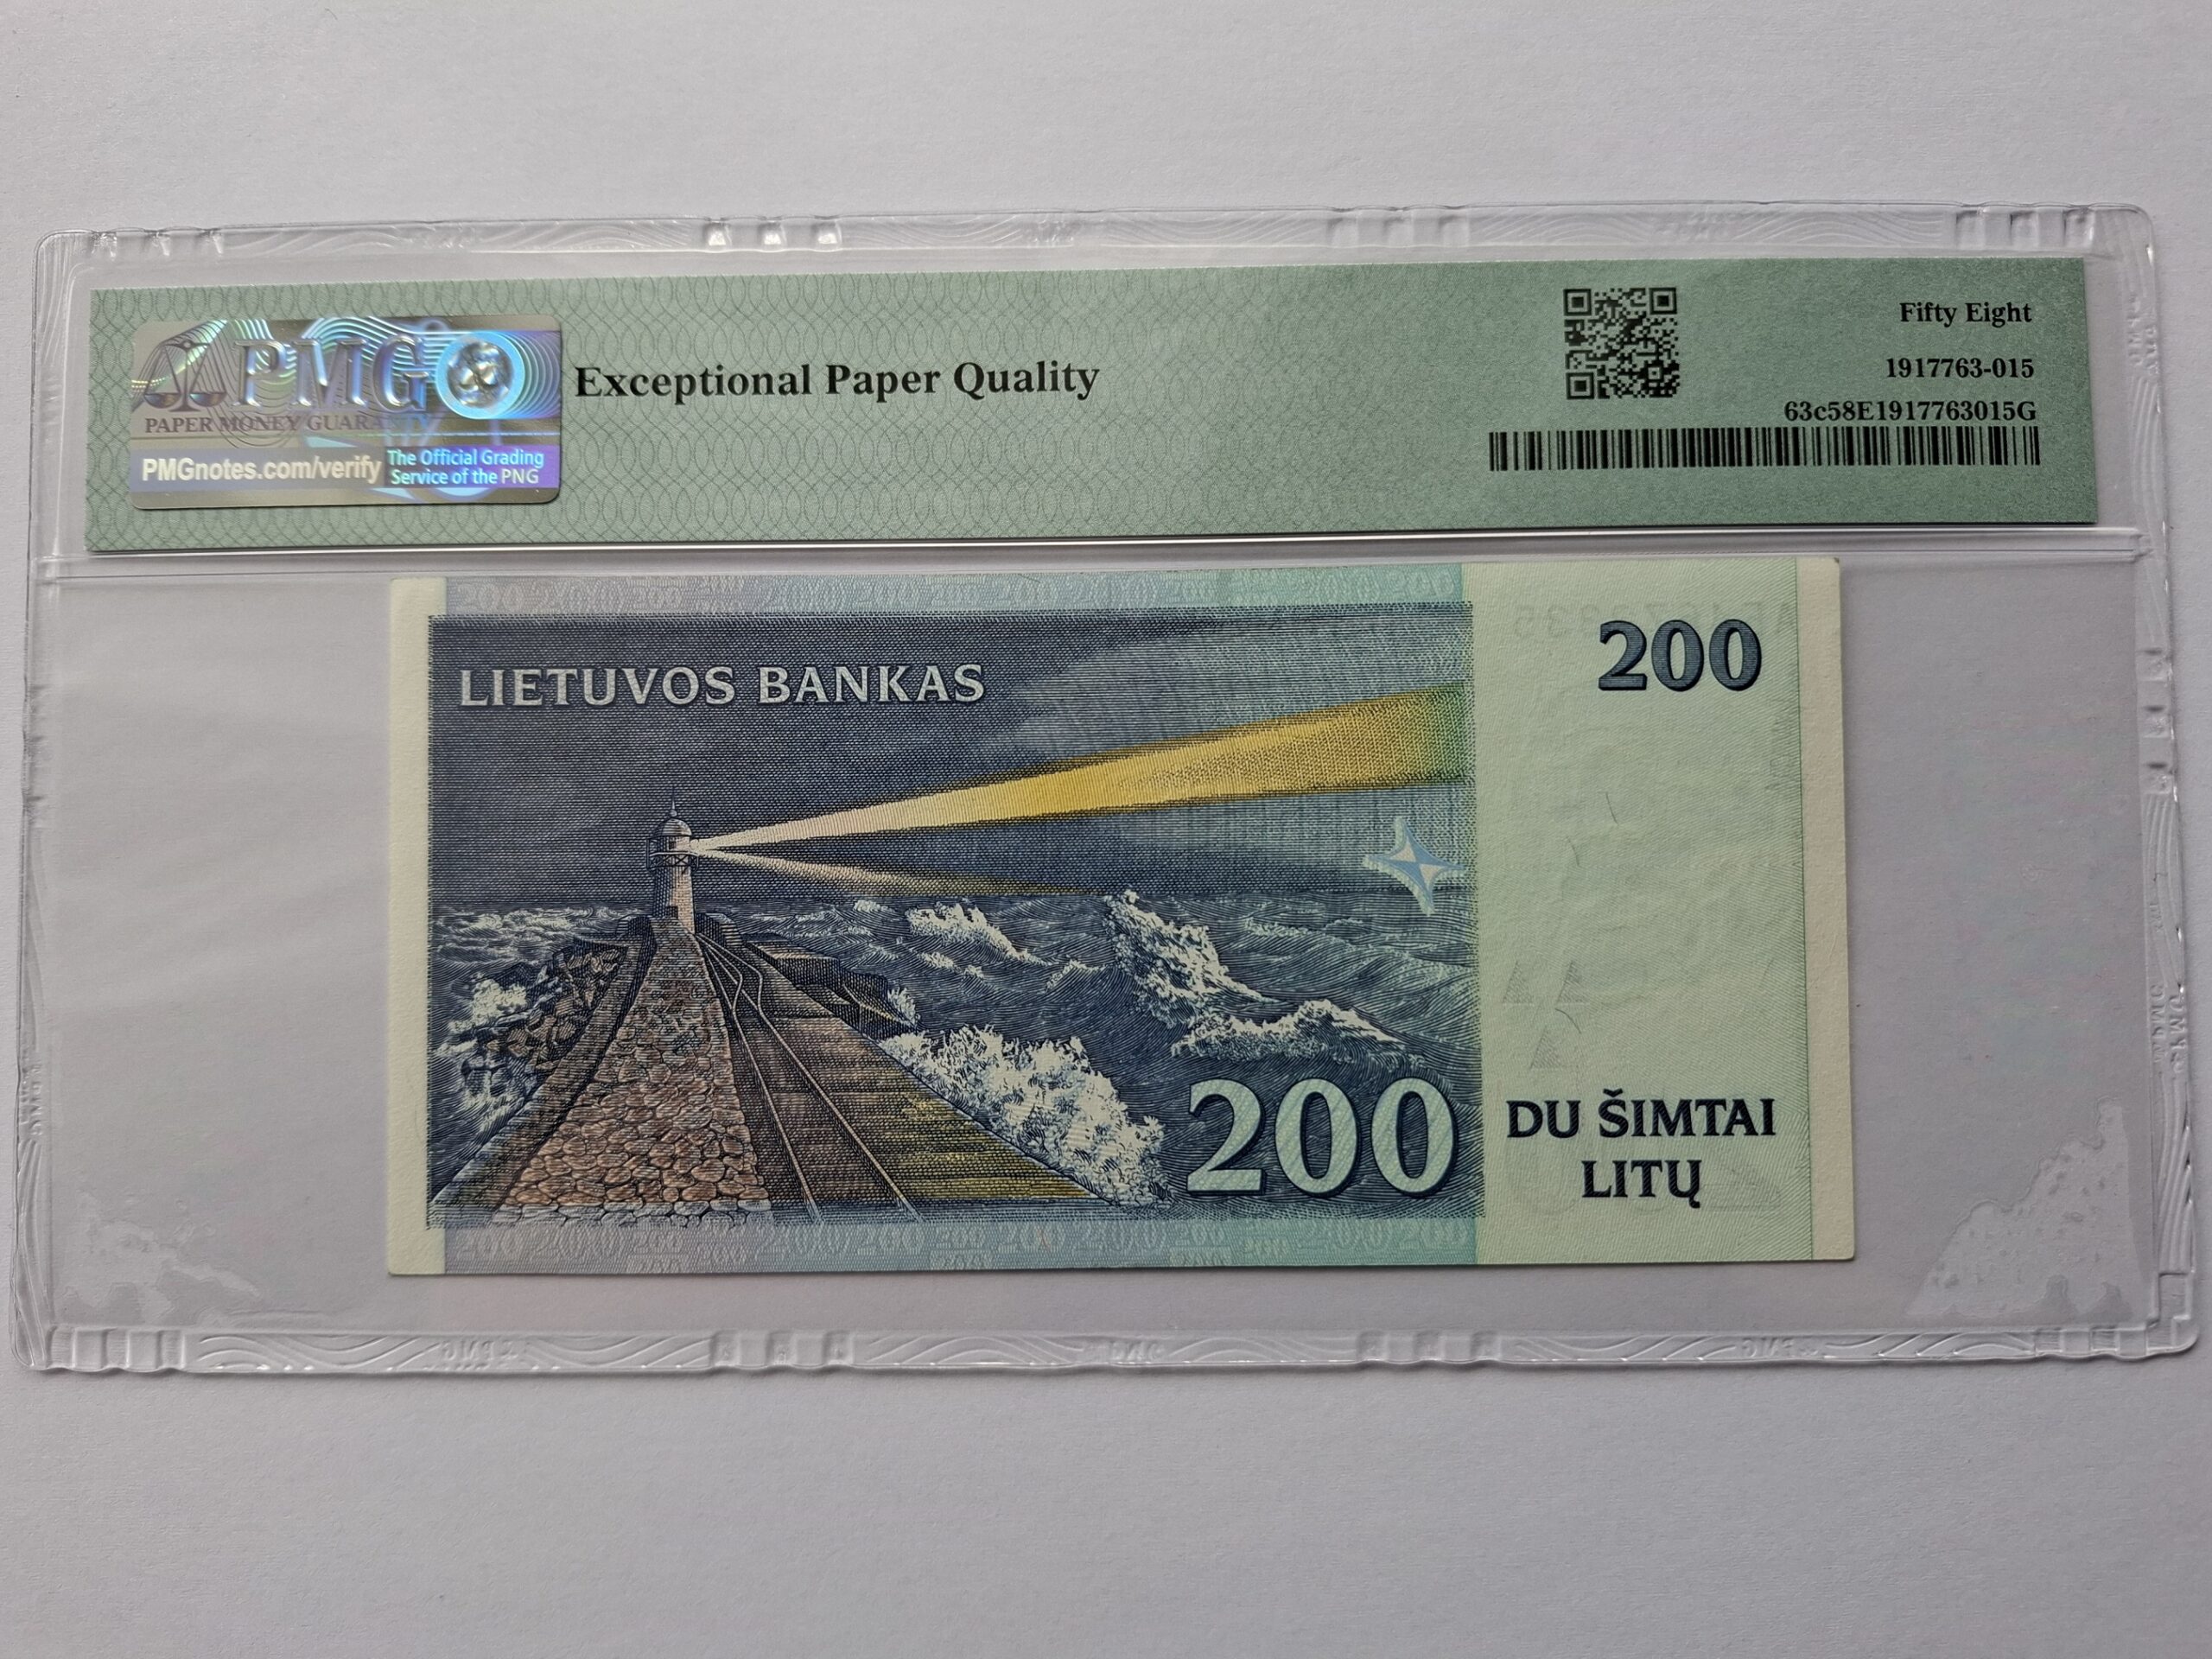 PMG
PAPER MONEY GUARANTY
PMGnotes.com/verify
The Official Grading
Service of the PNG
Exceptional Paper Quality
Fifty Eight
1917763-015
63c58E1917763015G
LIETUVOS BANKAS
200
200
DU ŠIMTAI
LITŲ